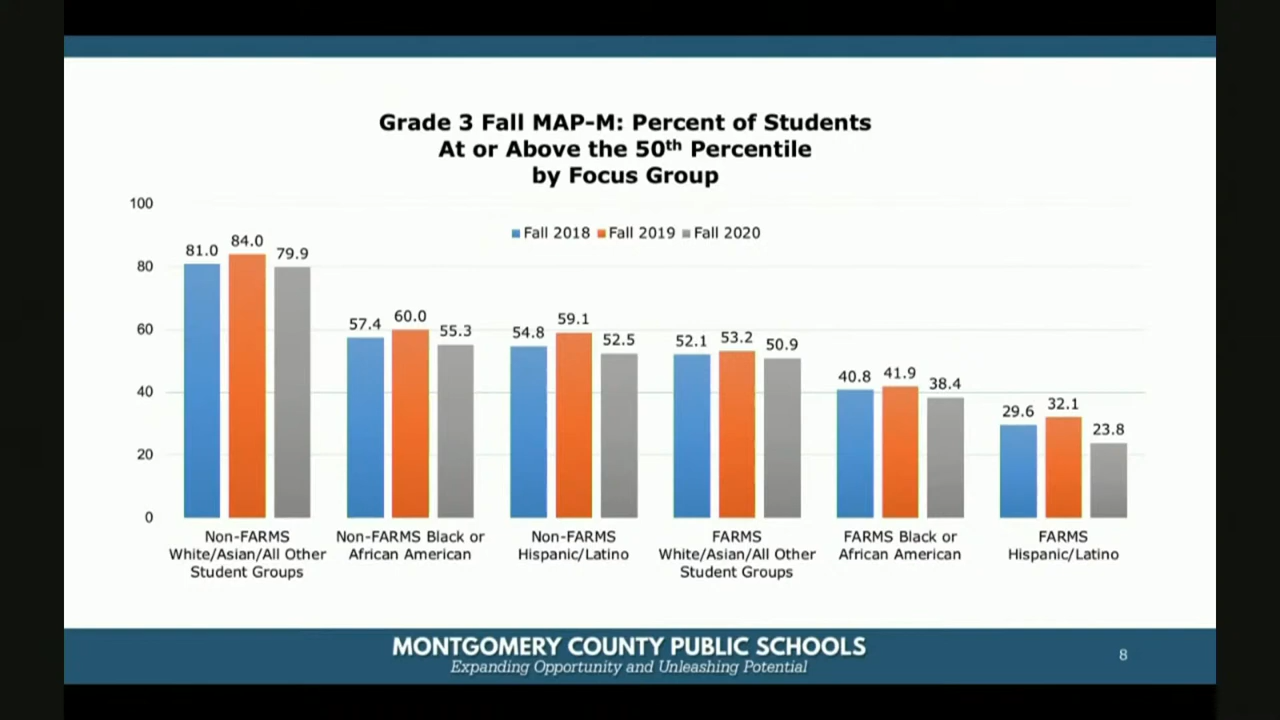 Grade 3 Fall MAP-M: Percent of Students
At or Above the 50th Percentile
by Focus Group
100
80
60
40
20
0
Fall 2018 Fall 2019 Fall 2020
81.0 84.0 79.9
57.4 60.0 55.3
54.8 59.1 52.5
52.1 53.2 50.9
40.8 41.9 38.4
29.6 32.1 23.8
Non-FARMS
White/Asian/All Other
Student Groups
Non-FARMS Black or
African American
Non-FARMS
Hispanic/Latino
FARMS
White/Asian/All Other
Student Groups
FARMS Black or
African American
FARMS
Hispanic/Latino
MONTGOMERY COUNTY PUBLIC SCHOOLS
Expanding Opportunity and Unleashing Potential
8